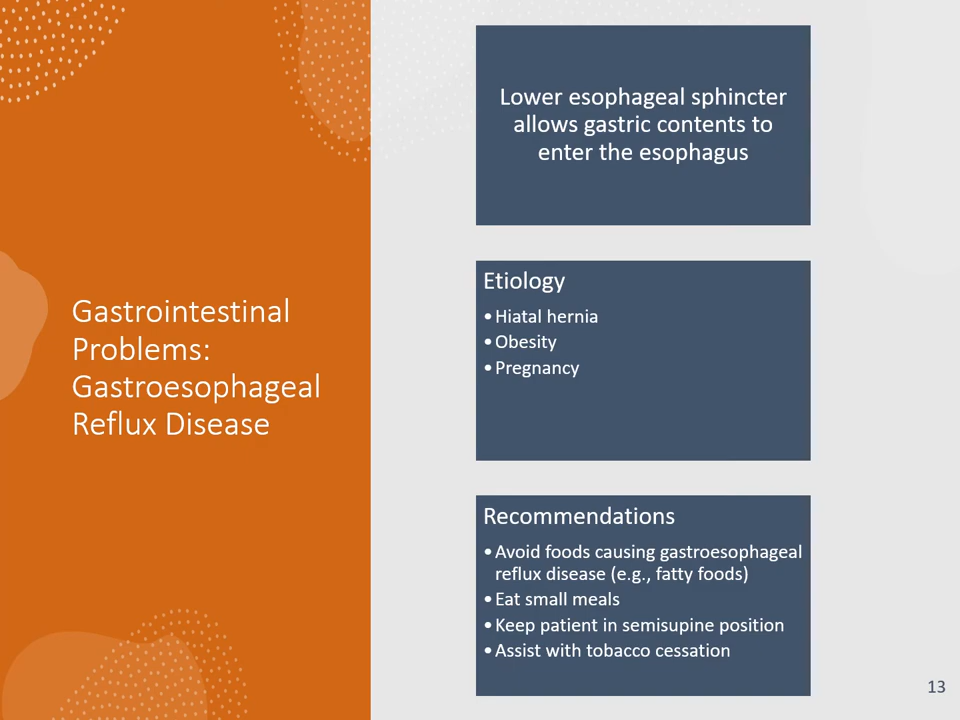 Gastrointestinal
Problems:
Gastroesophageal
Reflux Disease
Lower esophageal sphincter
allows gastric contents to
enter the esophagus
Etiology
• Hiatal hernia
• Obesity
• Pregnancy
Recommendations
• Avoid foods causing gastroesophageal
reflux disease (e.g., fatty foods)
• Eat small meals
• Keep patient in semisupine position
• Assist with tobacco cessation
13